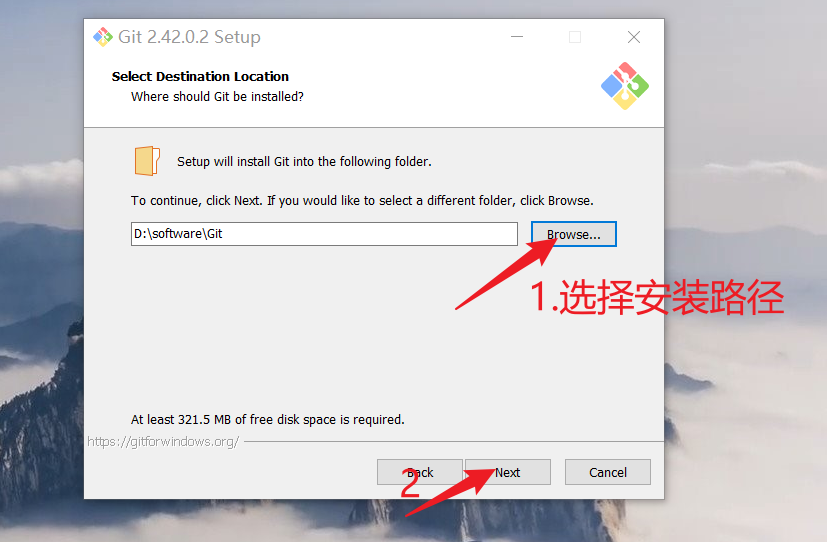 Git 2.42.0.2 Setup
Select Destination Location
Where should Git be installed?
Setup will install Git into the following folder.
To continue, click Next. If you would like to select a different folder, click Browse.
D:\software\Git
Browse...
1.选择安装路径
At least 321.5 MB of free disk space is required.
https://gitforwindows.org/
Back
Next
Cancel
2